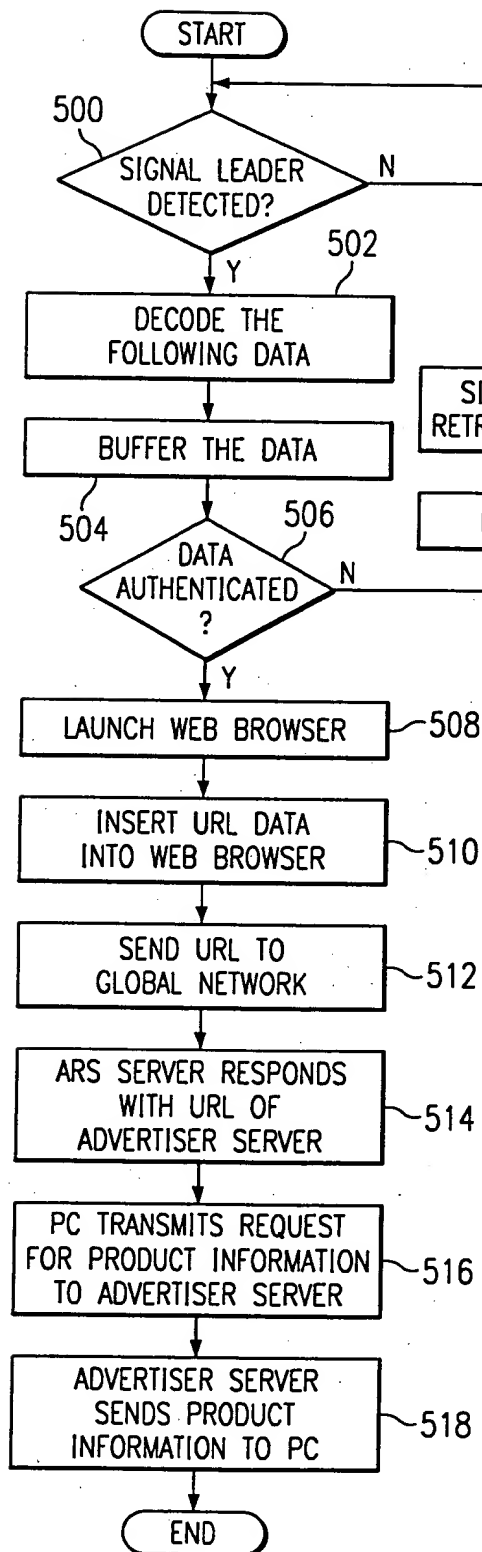 START
500
SIGNAL LEADER
DETECTED?
N
Y
502
DECODE THE
FOLLOWING DATA
BUFFER THE DATA
504
506
DATA
AUTHENTICATED
?
N
Y
LAUNCH WEB BROWSER
508
INSERT URL DATA
INTO WEB BROWSER
510
SEND URL TO
GLOBAL NETWORK
512
ARS SERVER RESPONDS
WITH URL OF
ADVERTISER SERVER
514
PC TRANSMITS REQUEST
FOR PRODUCT INFORMATION
TO ADVERTISER SERVER
516
ADVERTISER SERVER
SENDS PRODUCT
INFORMATION TO PC
518
END